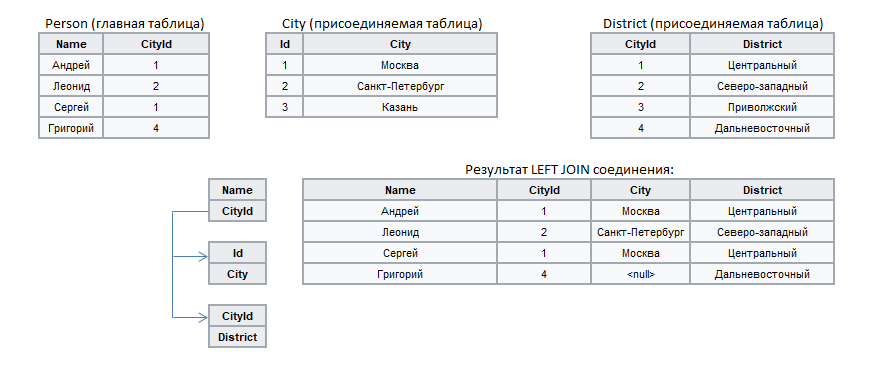 Person (главная таблица)
Name CityId
Андрей 1
Леонид 2
Сергей 1
Григорий 4
City (присоединяемая таблица)
Id City
1 Москва
2 Санкт-Петербург
3 Казань
District (присоединяемая таблица)
CityId District
1 Центральный
2 Северо-западный
3 Приволжский
4 Дальневосточный
Name
CityId
Id
City
CityId
District
Результат LEFT JOIN соединения:
Name CityId City District
Андрей 1 Москва Центральный
Леонид 2 Санкт-Петербург Северо-западный
Сергей 1 Москва Центральный
Григорий 4 <null> Дальневосточный